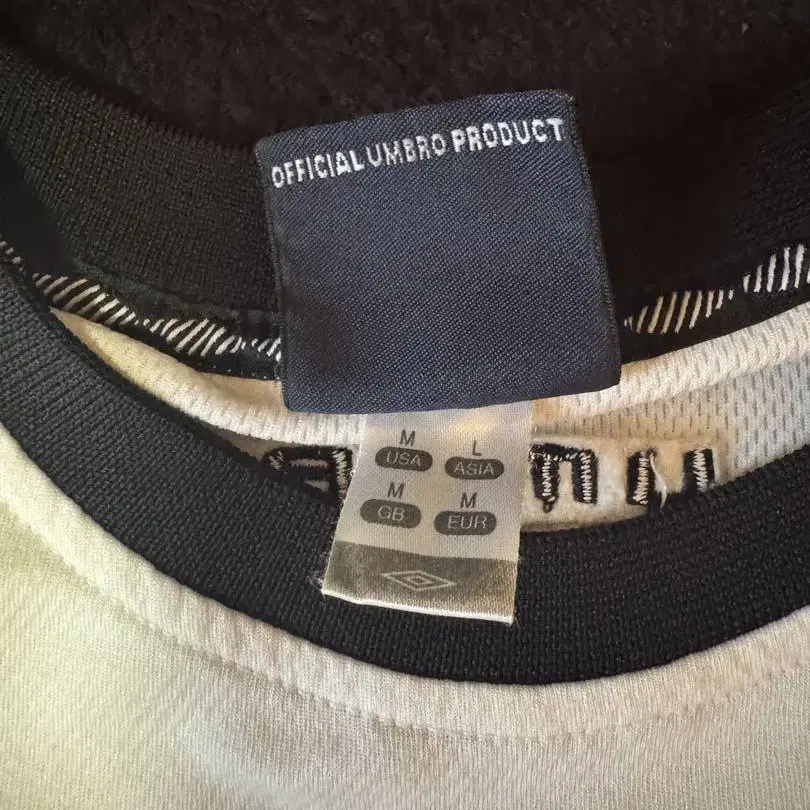 OFFICIAL UMBRO PRODUCT
M L
USA ASIA
M M
GB EUR